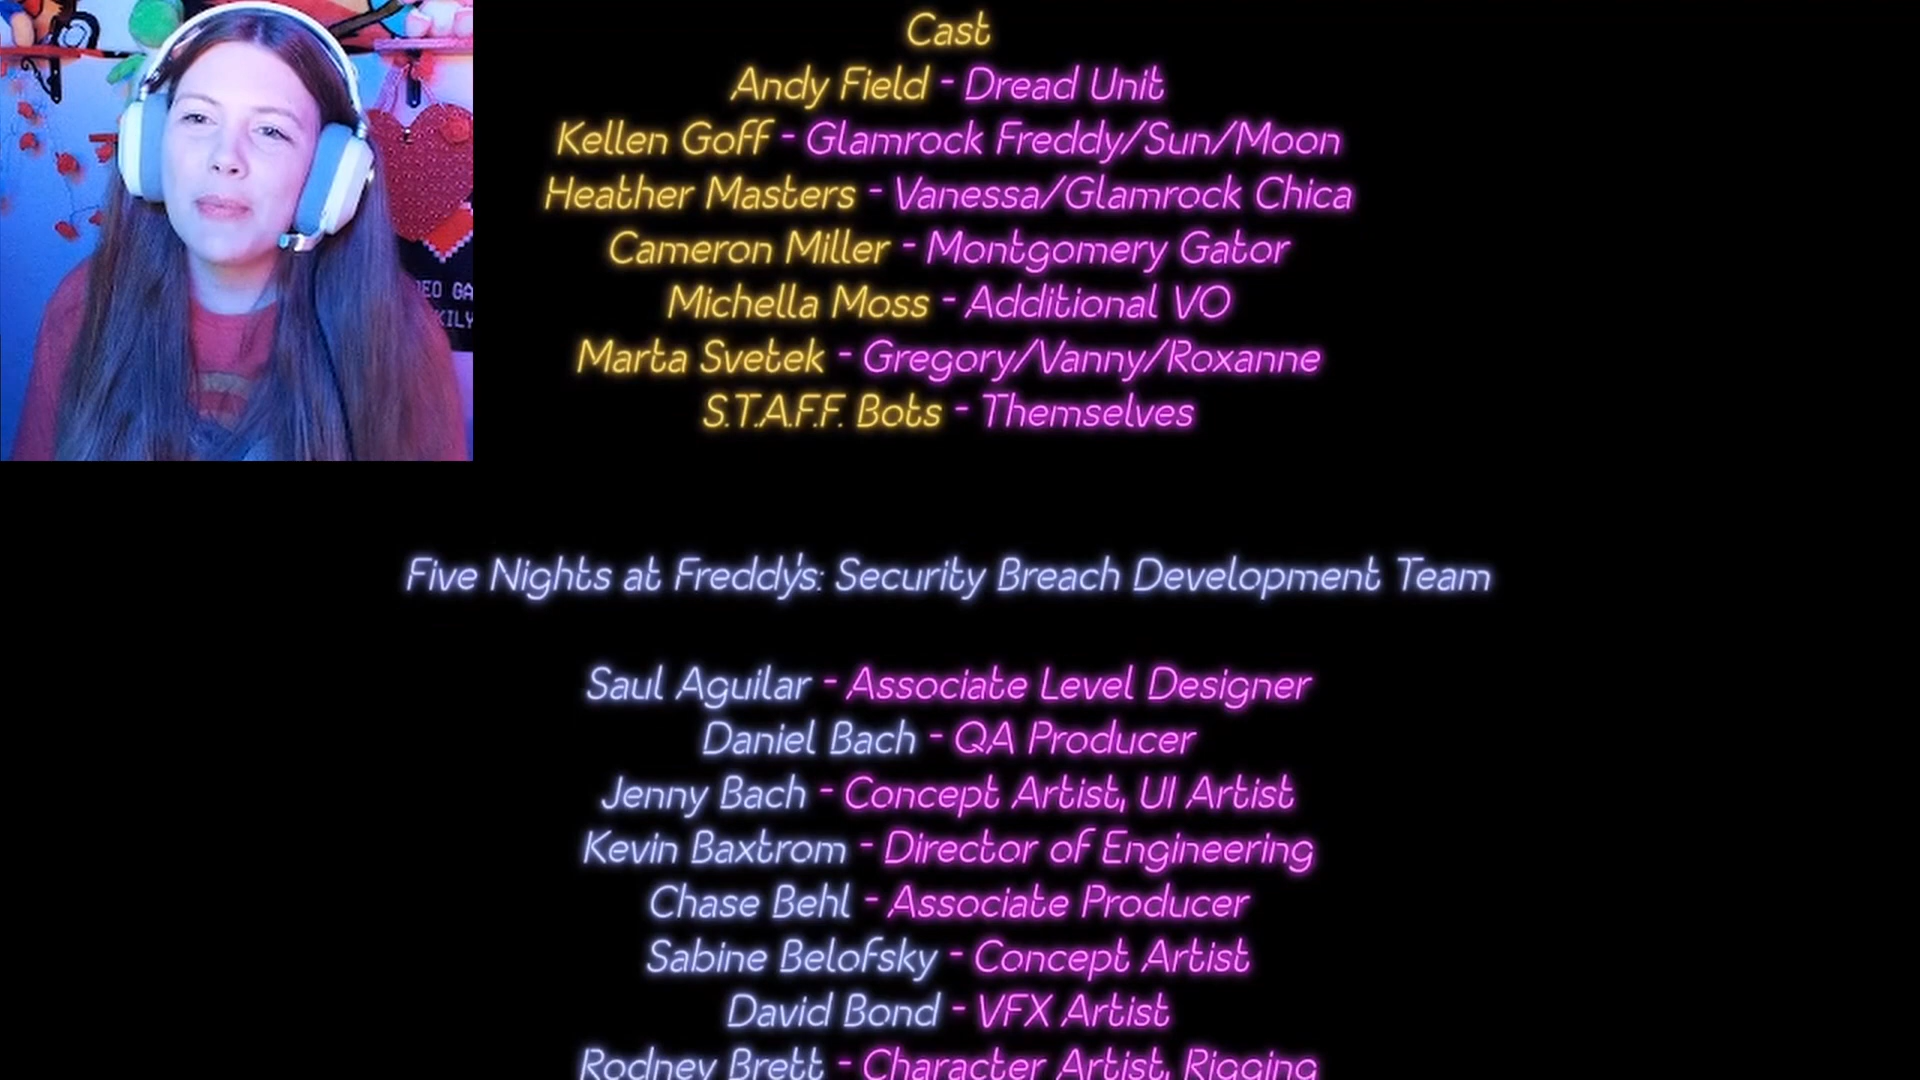 Cast
Andy Field - Dread Unit
Kellen Goff - Glamrock Freddy/Sun/Moon
Heather Masters - Vanessa/Glamrock Chica
Cameron Miller - Montgomery Gator
Michella Moss - Additional VO
Marta Svetek - Gregory/Vanny/Roxanne
S.T.A.F.F. Bots - Themselves
Five Nights at Freddy's: Security Breach Development Team
Saul Aguilar - Associate Level Designer
Daniel Bach - QA Producer
Jenny Bach - Concept Artist, UI Artist
Kevin Baxtrom - Director of Engineering
Chase Behl - Associate Producer
Sabine Belofsky - Concept Artist
David Bond - VFX Artist
Rodney Brett - Character Artist, Rigging